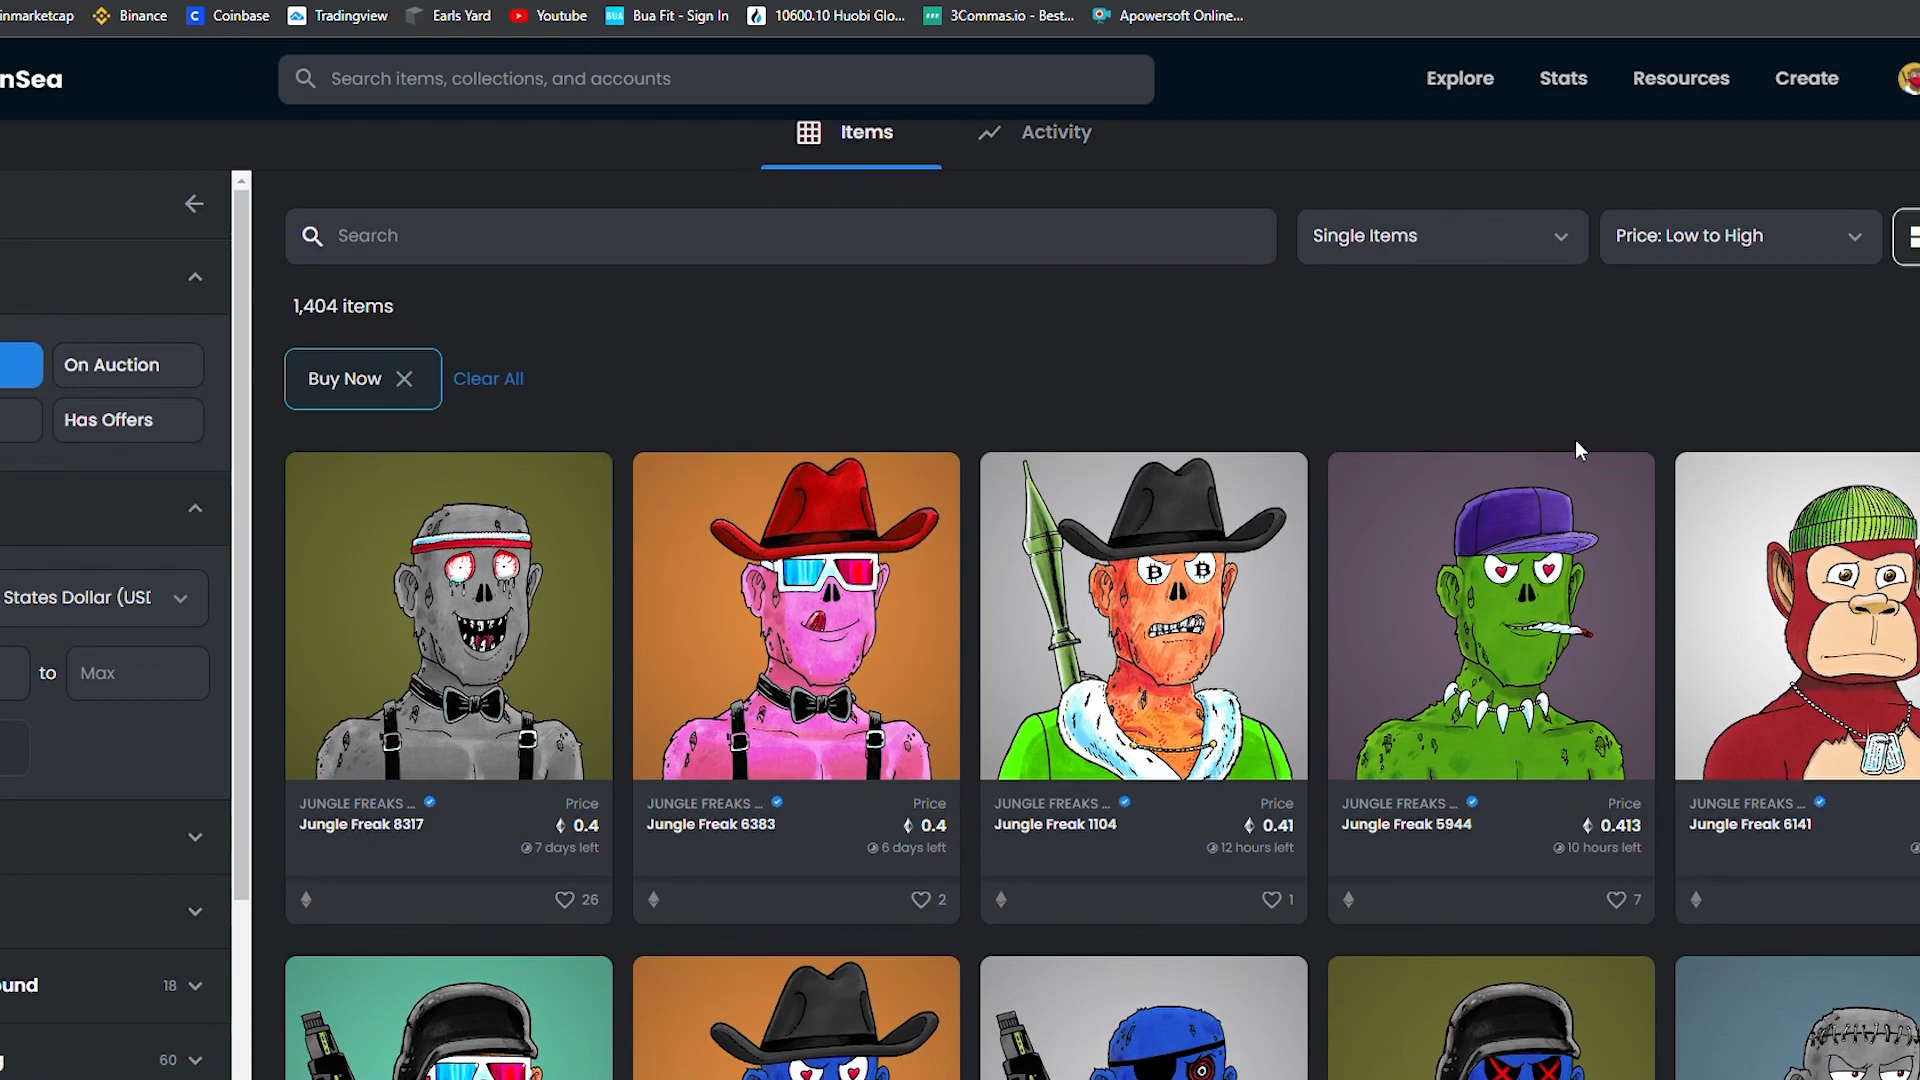 inmarketcap Binance Coinbase Tradingview Earls Yard Youtube BUA Bua Fit - Sign In 10600.10 Huobi Glo... 3Commas.io - Best... Apowersoft Online...
nSea Search items, collections, and accounts Explore Stats Resources Create
Items Activity
Search Single Items Price: Low to High
1,404 items
On Auction
Buy Now Clear All
Has Offers
States Dollar (USD
to Max
JUNGLE FREAKS ... Price
Jungle Freak 8317 0.4
7 days left
26
JUNGLE FREAKS ... Price
Jungle Freak 6383 0.4
6 days left
2
JUNGLE FREAKS ... Price
Jungle Freak 1104 0.41
12 hours left
1
JUNGLE FREAKS ... Price
Jungle Freak 5944 0.413
10 hours left
7
JUNGLE FREAKS ...
Jungle Freak 6141
ound 18
g 60